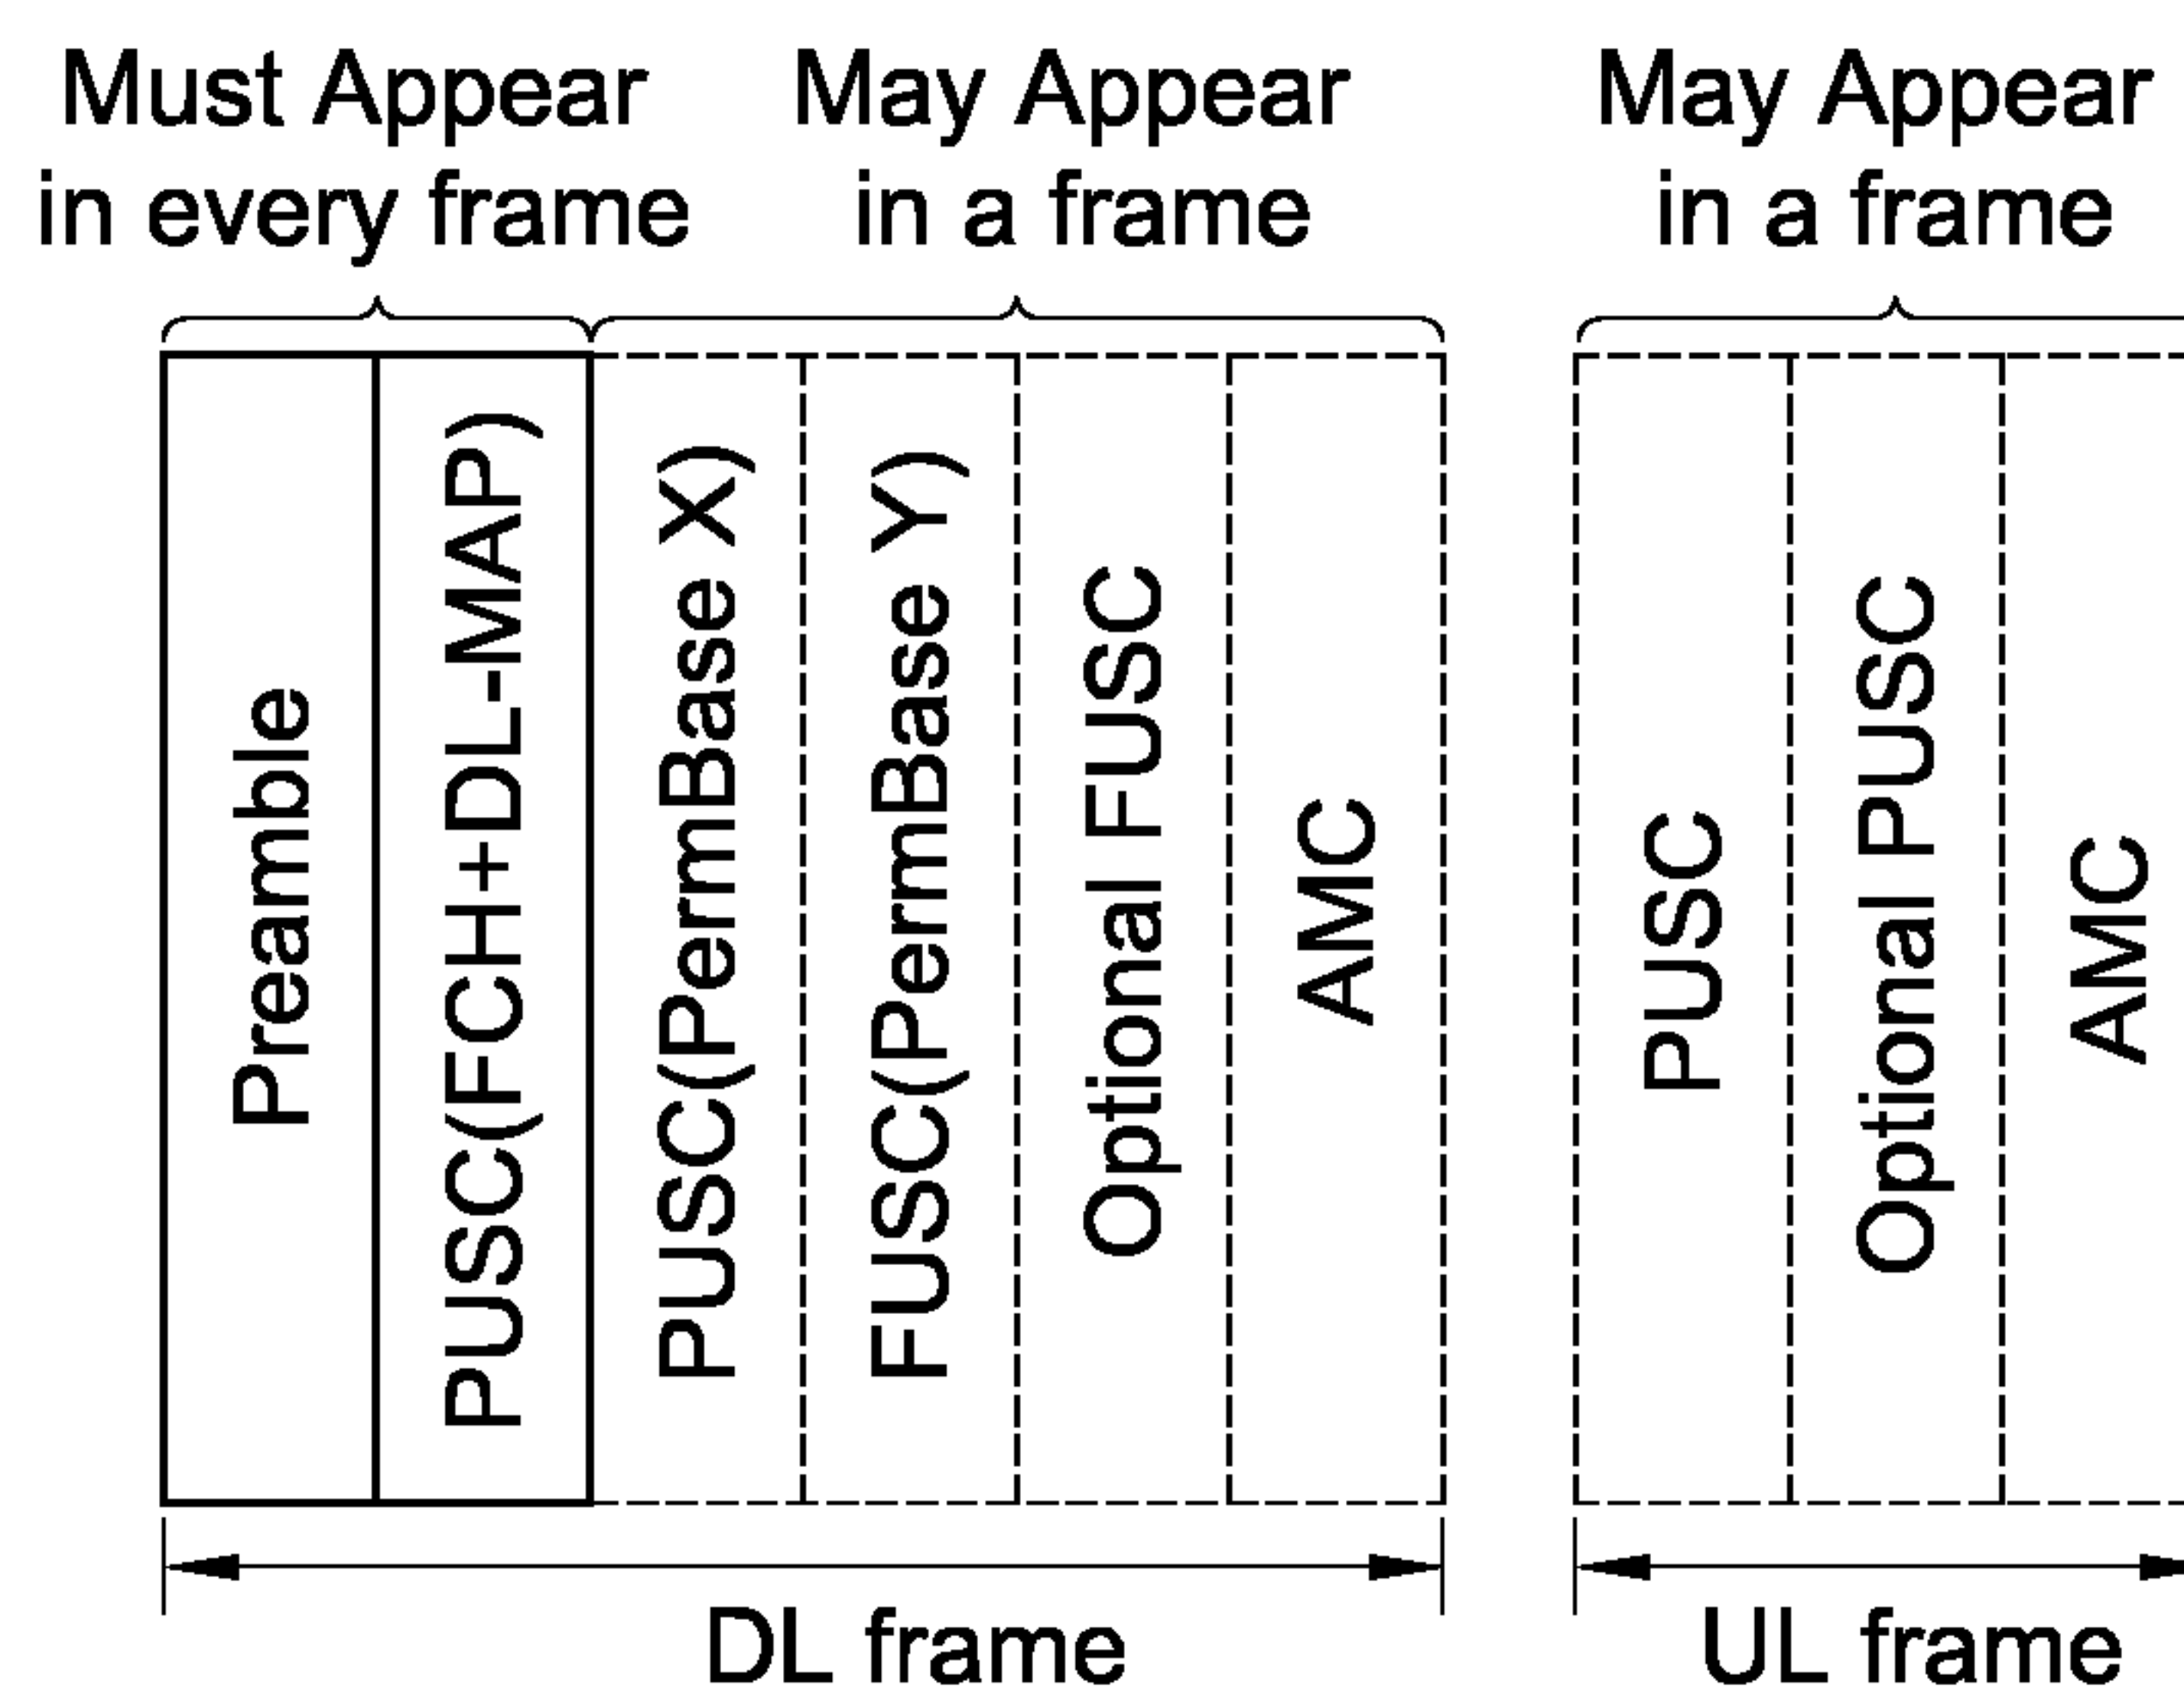 Must Appear
in every frame
May Appear
in a frame
May Appear
in a frame
Preamble
PUSC(FCH+DL-MAP)
PUSC(PermBase X)
FUSC(PermBase Y)
Optional FUSC
AMC
PUSC
Optional PUSC
AMC
DL frame
UL frame